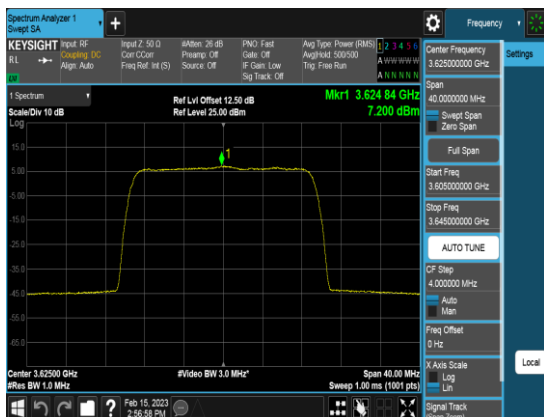 Spectrum Analyzer 1
Swept SA
+
Frequency
KEYSIGHT
Input: RF
Coupling: DC
Align: Auto
RL
Input Z: 50 Ω
Corr CCorr
Freq Ref: Int (S)
#Atten: 26 dB
Preamp: Off
Source: Off
PNO: Fast
Gate: Off
IF Gain: Low
Sig Track: Off
Avg Type: Power (RMS)
Avg|Hold: 500/500
Trig: Free Run
1 2 3 4 5 6
A W W W W W
A N N N N N
1 Spectrum
Scale/Div 10 dB
Ref Lvl Offset 12.50 dB
Ref Level 25.00 dBm
Mkr1 3.624 84 GHz
7.200 dBm
Log
15.0
5.00
-5.00
-15.0
-25.0
-35.0
-45.0
-55.0
-65.0
1
Center 3.62500 GHz
#Res BW 1.0 MHz
#Video BW 3.0 MHz*
Span 40.00 MHz
Sweep 1.00 ms (1001 pts)
Feb 15, 2023
2:56:58 PM
Center Frequency
3.625000000 GHz
Span
40.0000000 MHz
Swept Span
Zero Span
Full Span
Start Freq
3.605000000 GHz
Stop Freq
3.645000000 GHz
AUTO TUNE
CF Step
4.000000 MHz
Auto
Man
Freq Offset
0 Hz
X Axis Scale
Log
Lin
Signal Track
(Span Zoom)
Settings
Local